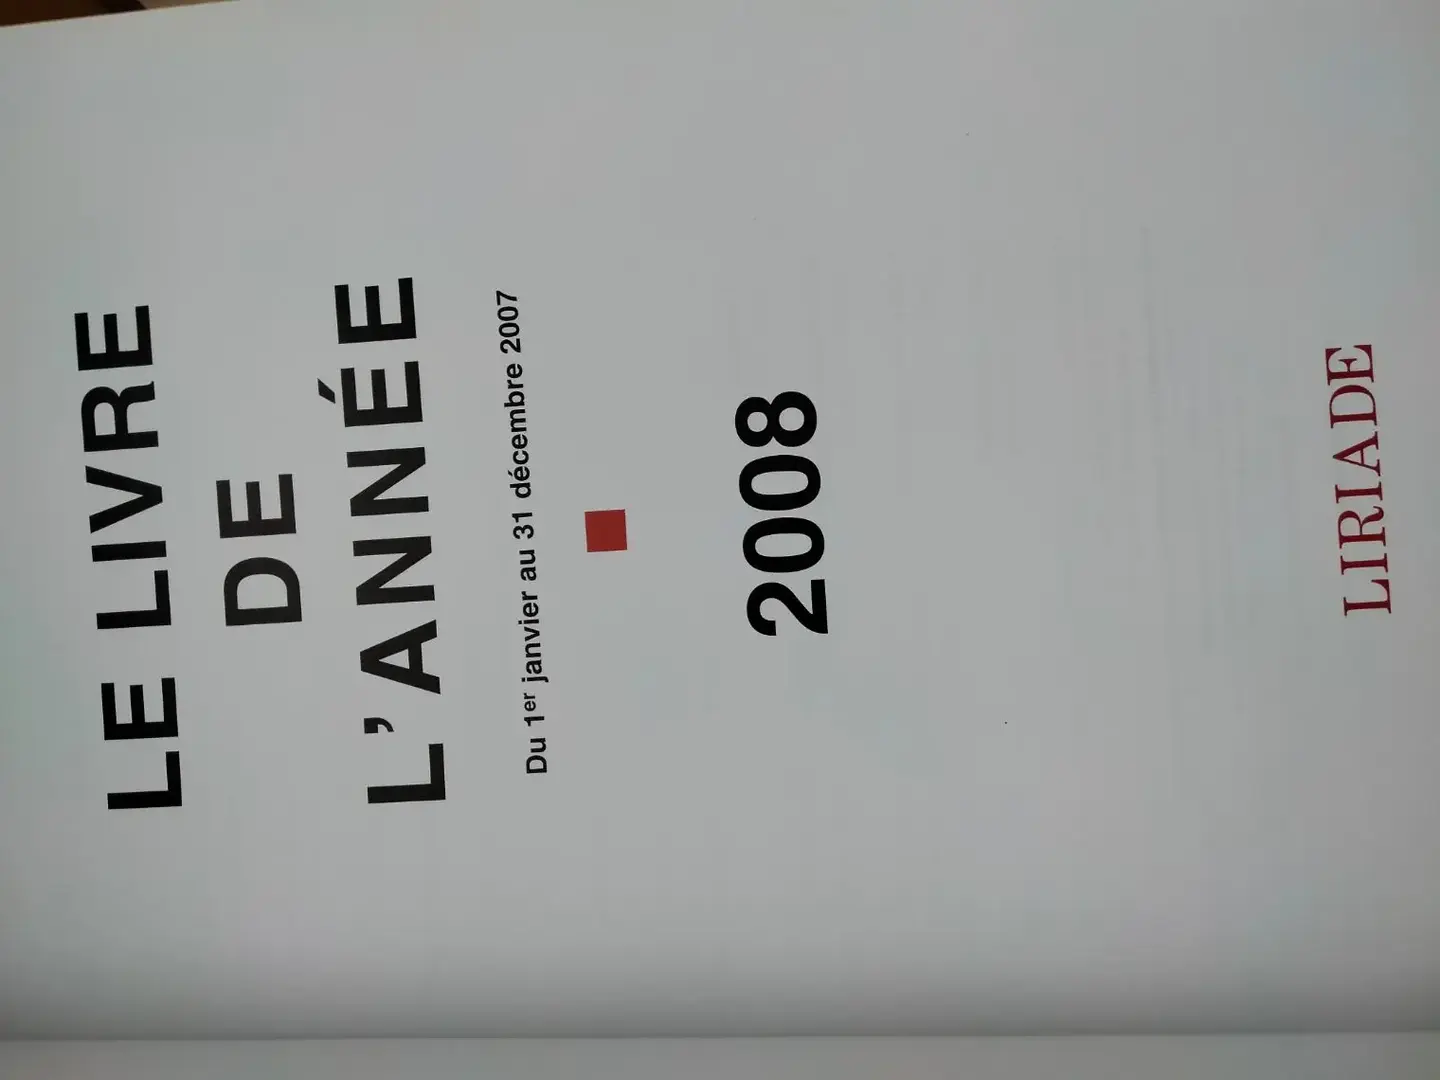 LE LIVRE
DE
L'ANNÉE
Du 1er janvier au 31 décembre 2007
2008
LIRIADE